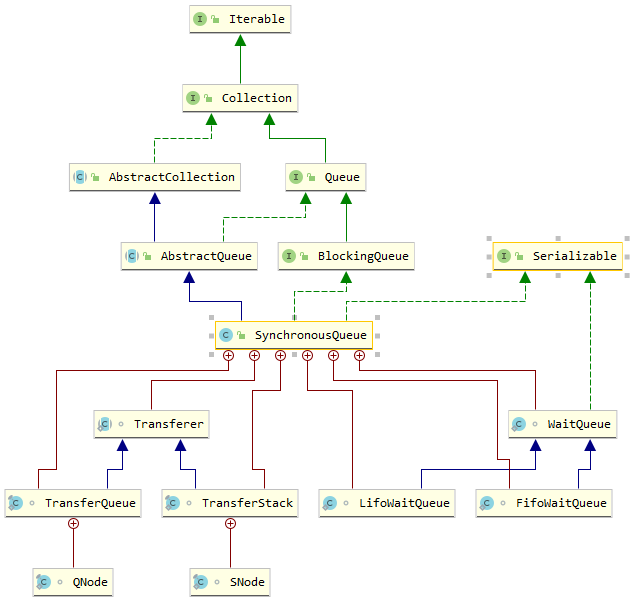 I Iterable
I Collection
C AbstractCollection
I Queue
C AbstractQueue
I BlockingQueue
I Serializable
C SynchronousQueue
C Transferer
C WaitQueue
C TransferQueue
C TransferStack
C LifoWaitQueue
C FifoWaitQueue
C QNode
C SNode